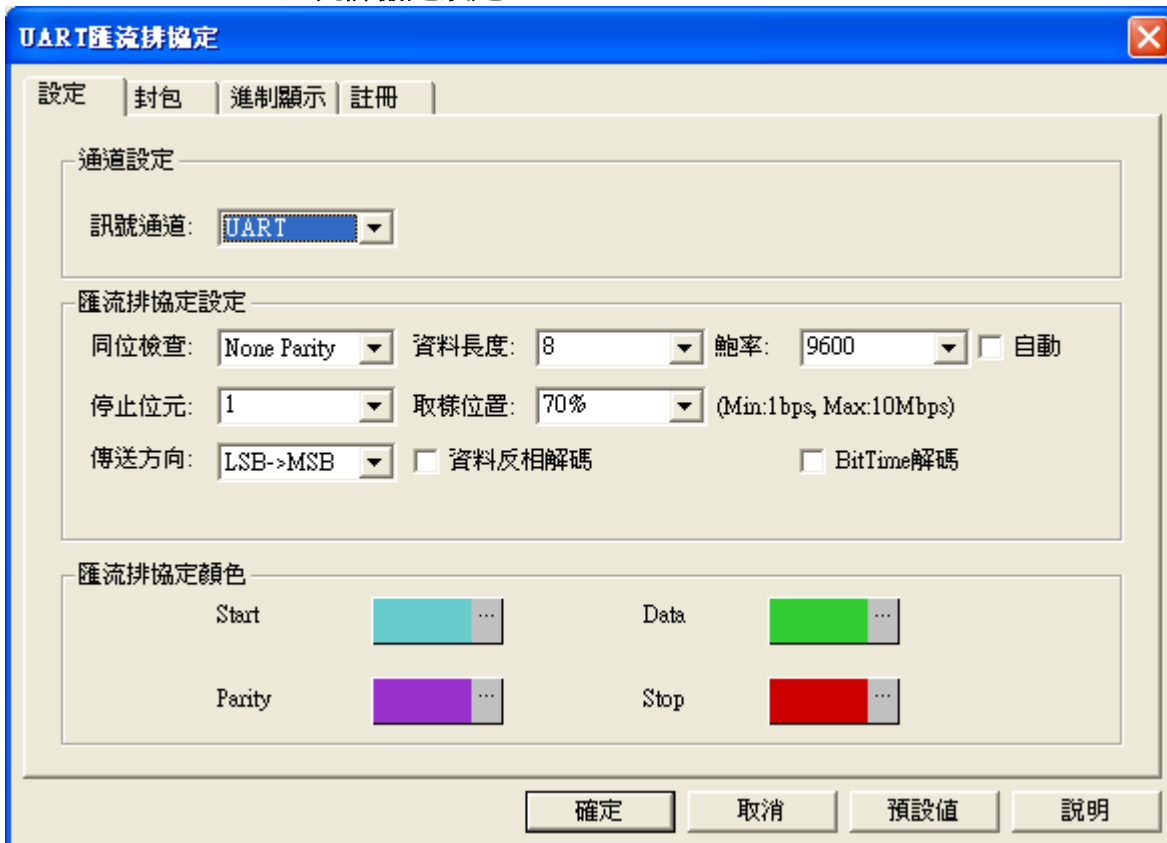 UART匯流排協定
設定 封包 進制顯示 註冊
通道設定
訊號通道: UART
匯流排協定設定
同位檢查: None Parity 資料長度: 8 鮑率: 9600 自動
停止位元: 1 取樣位置: 70% (Min:1bps, Max:10Mbps)
傳送方向: LSB->MSB 資料反相解碼 BitTime解碼
匯流排協定顏色
Start ... Data ...
Parity ... Stop ...
確定 取消 預設值 說明